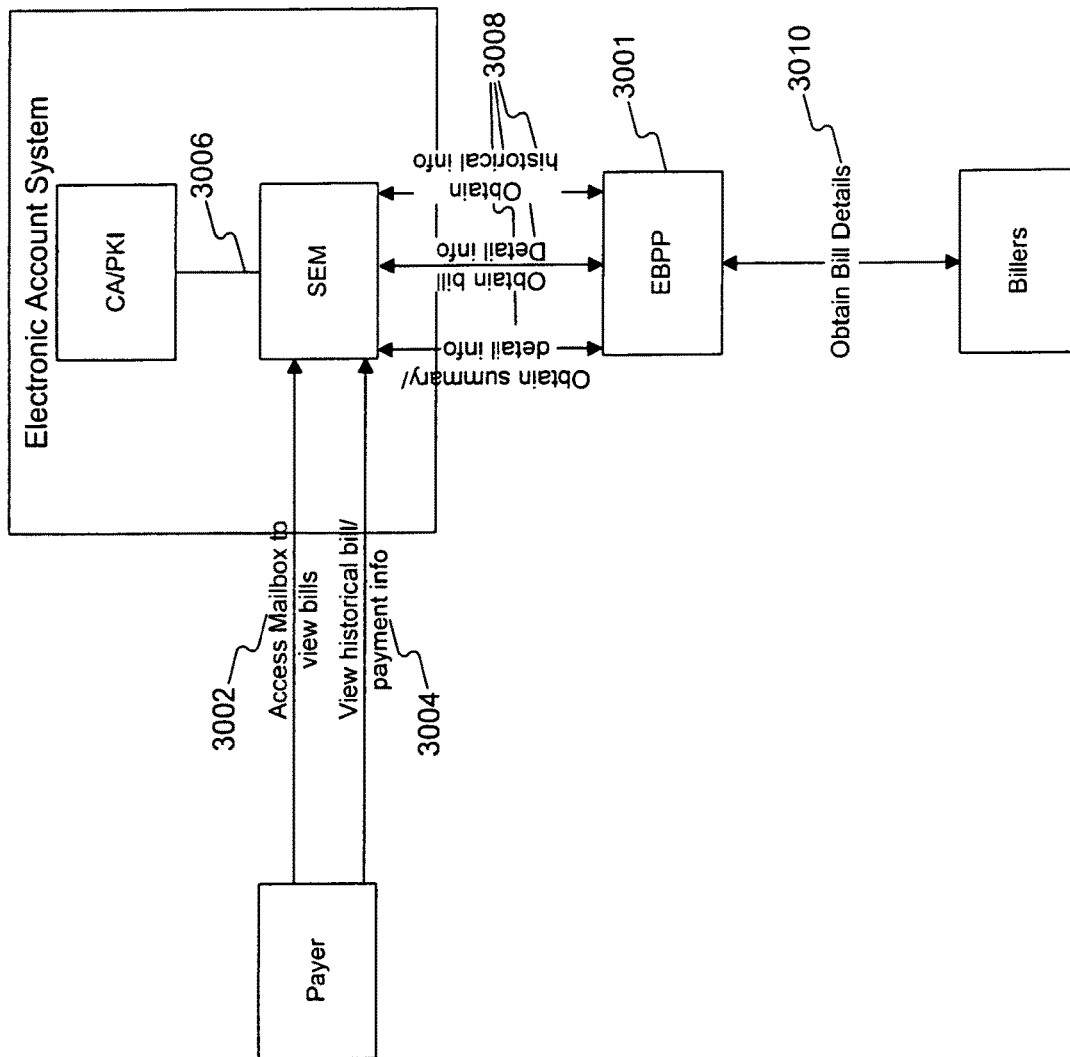 Electronic Account System
CA/PKI
3006
SEM
3002
Access Mailbox to
view bills
View historical bill/
payment info
3004
Payer
Obtain summary/
detail info
Obtain bill
Detail info
Obtain
historical info
3008
EBPP
3001
Obtain Bill Details
3010
Billers